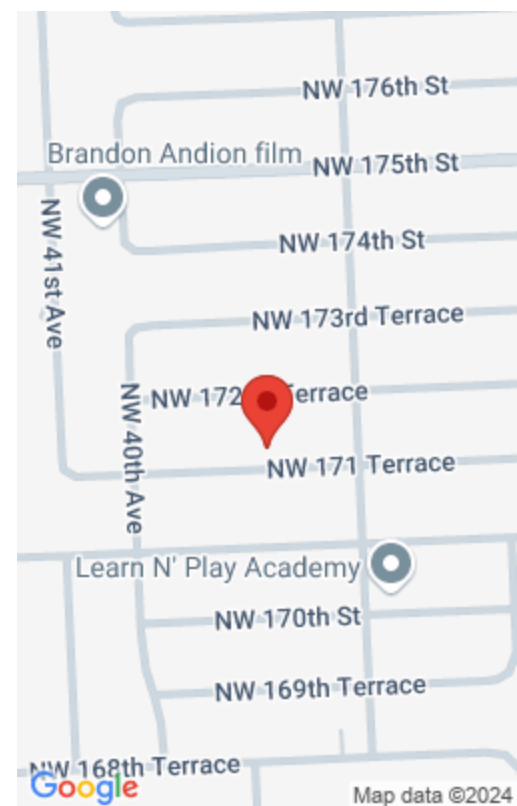 NW 176th St
Brandon Andion film
NW 175th St
NW 41st Ave
NW 174th St
NW 173rd Terrace
NW 172 Terrace
NW 40th Ave
NW 171 Terrace
Learn N' Play Academy
NW 170th St
NW 169th Terrace
NW 168th Terrace
Google
Map data ©2024